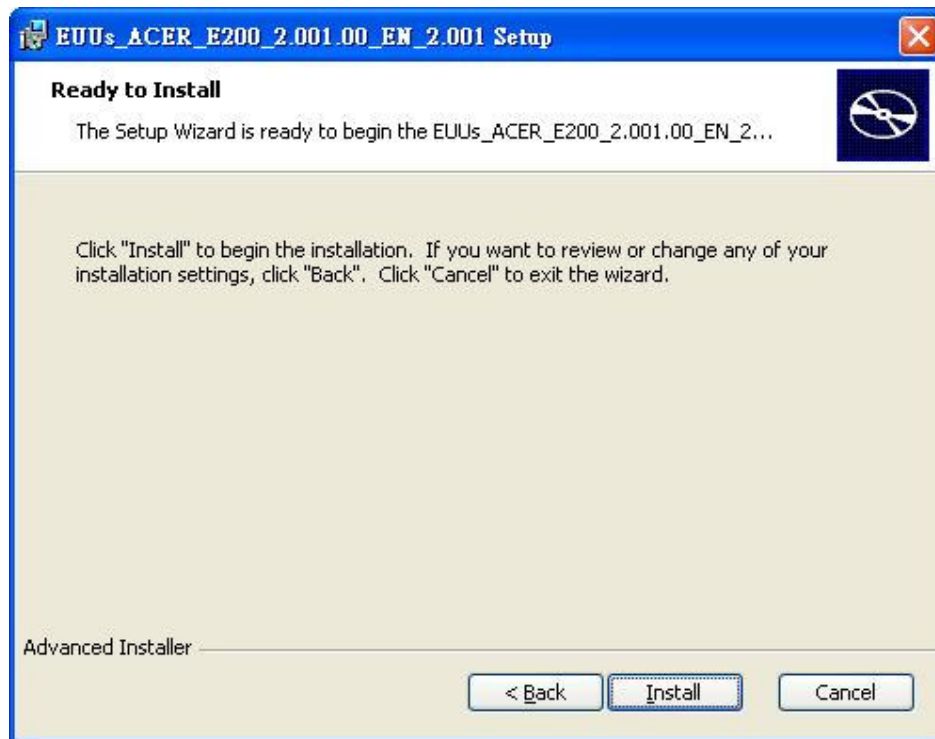 EUUs_ACER_E200_2.001.00_EN_2.001 Setup
Ready to Install
The Setup Wizard is ready to begin the EUUs_ACER_E200_2.001.00_EN_2...
Click "Install" to begin the installation.  If you want to review or change any of your
installation settings, click "Back".  Click "Cancel" to exit the wizard.
Advanced Installer
< Back
Install
Cancel